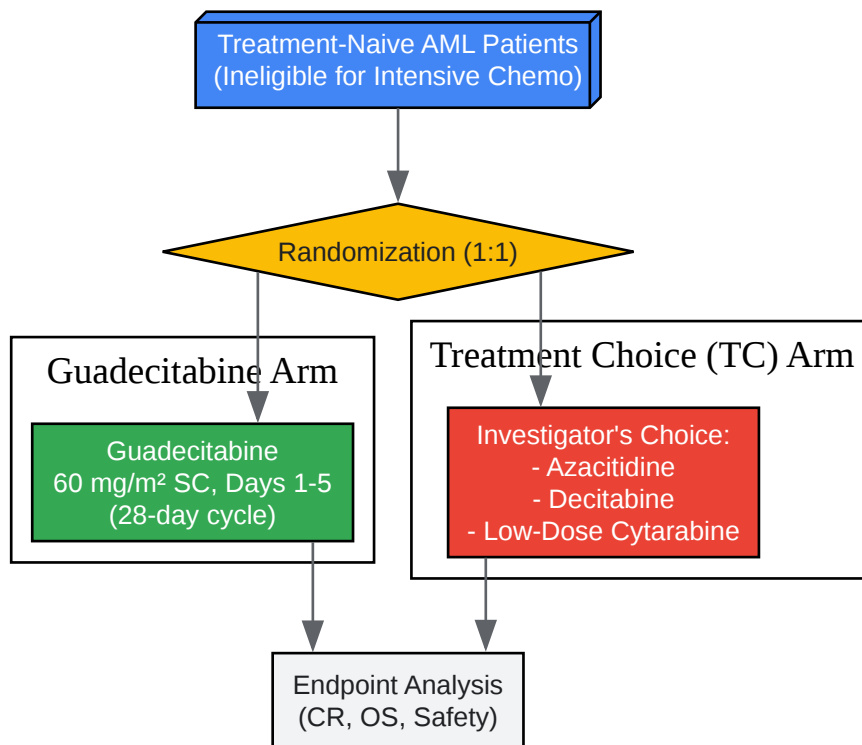 Treatment-Naive AML Patients
(Ineligible for Intensive Chemo)
Randomization (1:1)
Guadecitabine Arm
Guadecitabine
60 mg/m² SC, Days 1-5
(28-day cycle)
Treatment Choice (TC) Arm
Investigator's Choice:
- Azacitidine
- Decitabine
- Low-Dose Cytarabine
Endpoint Analysis
(CR, OS, Safety)